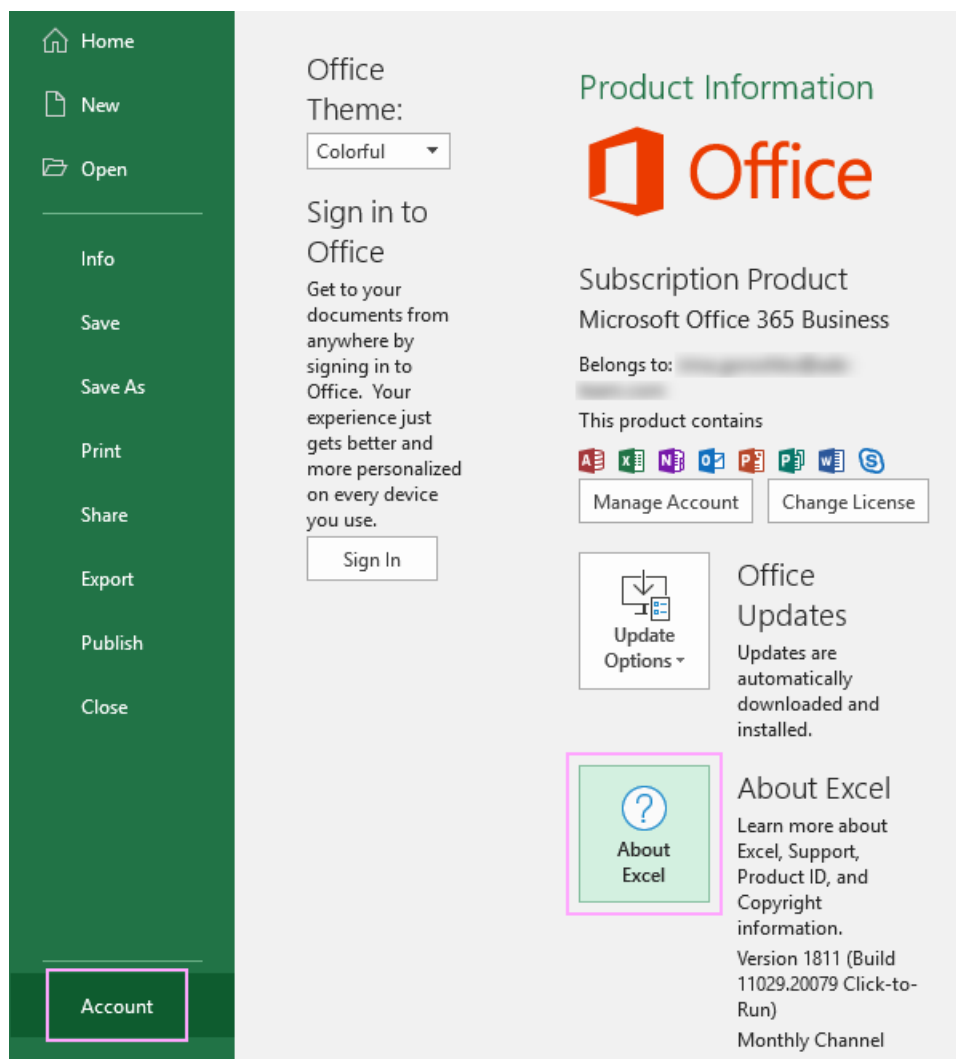 Home
New
Open
Info
Save
Save As
Print
Share
Export
Publish
Close
Account
Office
Theme:
Colorful
Sign in to
Office
Get to your
documents from
anywhere by
signing in to
Office. Your
experience just
gets better and
more personalized
on every device
you use.
Sign In
Product Information
Office
Subscription Product
Microsoft Office 365 Business
Belongs to:
This product contains
A X N O P P W S
Manage Account Change License
Update
Options
Office
Updates
Updates are
automatically
downloaded and
installed.
?
About
Excel
About Excel
Learn more about
Excel, Support,
Product ID, and
Copyright
information.
Version 1811 (Build
11029.20079 Click-to-
Run)
Monthly Channel